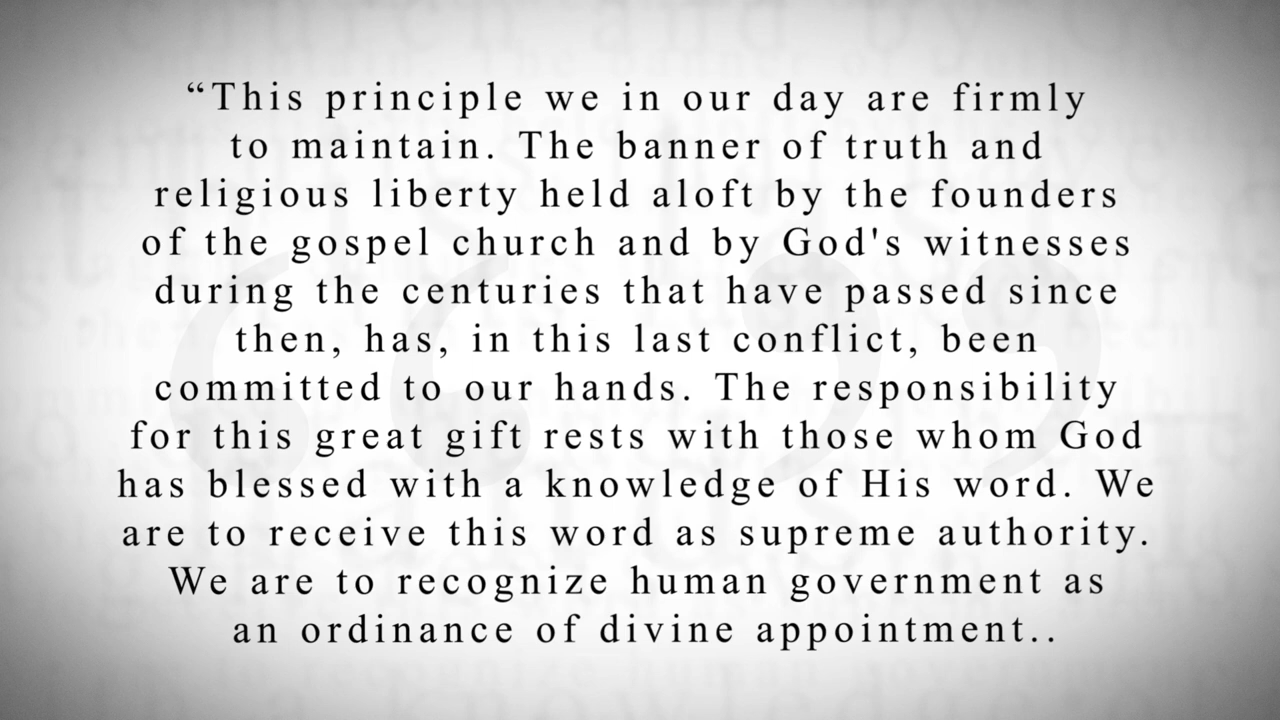 “This principle we in our day are firmly
to maintain. The banner of truth and
religious liberty held aloft by the founders
of the gospel church and by God's witnesses
during the centuries that have passed since
then, has, in this last conflict, been
committed to our hands. The responsibility
for this great gift rests with those whom God
has blessed with a knowledge of His word. We
are to receive this word as supreme authority.
We are to recognize human government as
an ordinance of divine appointment..